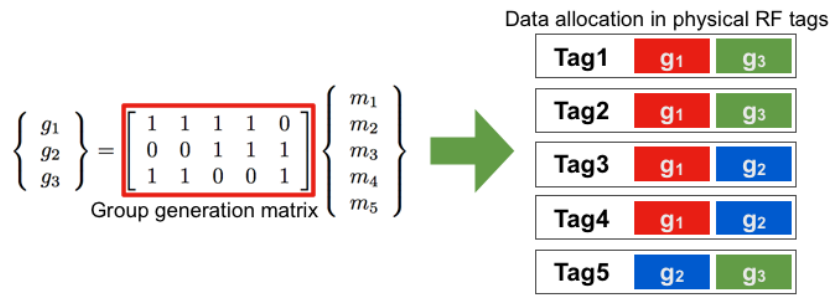 Data allocation in physical RF tags
Tag1 g1 g3
Tag2 g1 g3
Tag3 g1 g2
Tag4 g1 g2
Tag5 g2 g3
g1
g2
g3
=
1 1 1 1 0
0 0 1 1 1
1 1 0 0 1
m1
m2
m3
m4
m5
Group generation matrix